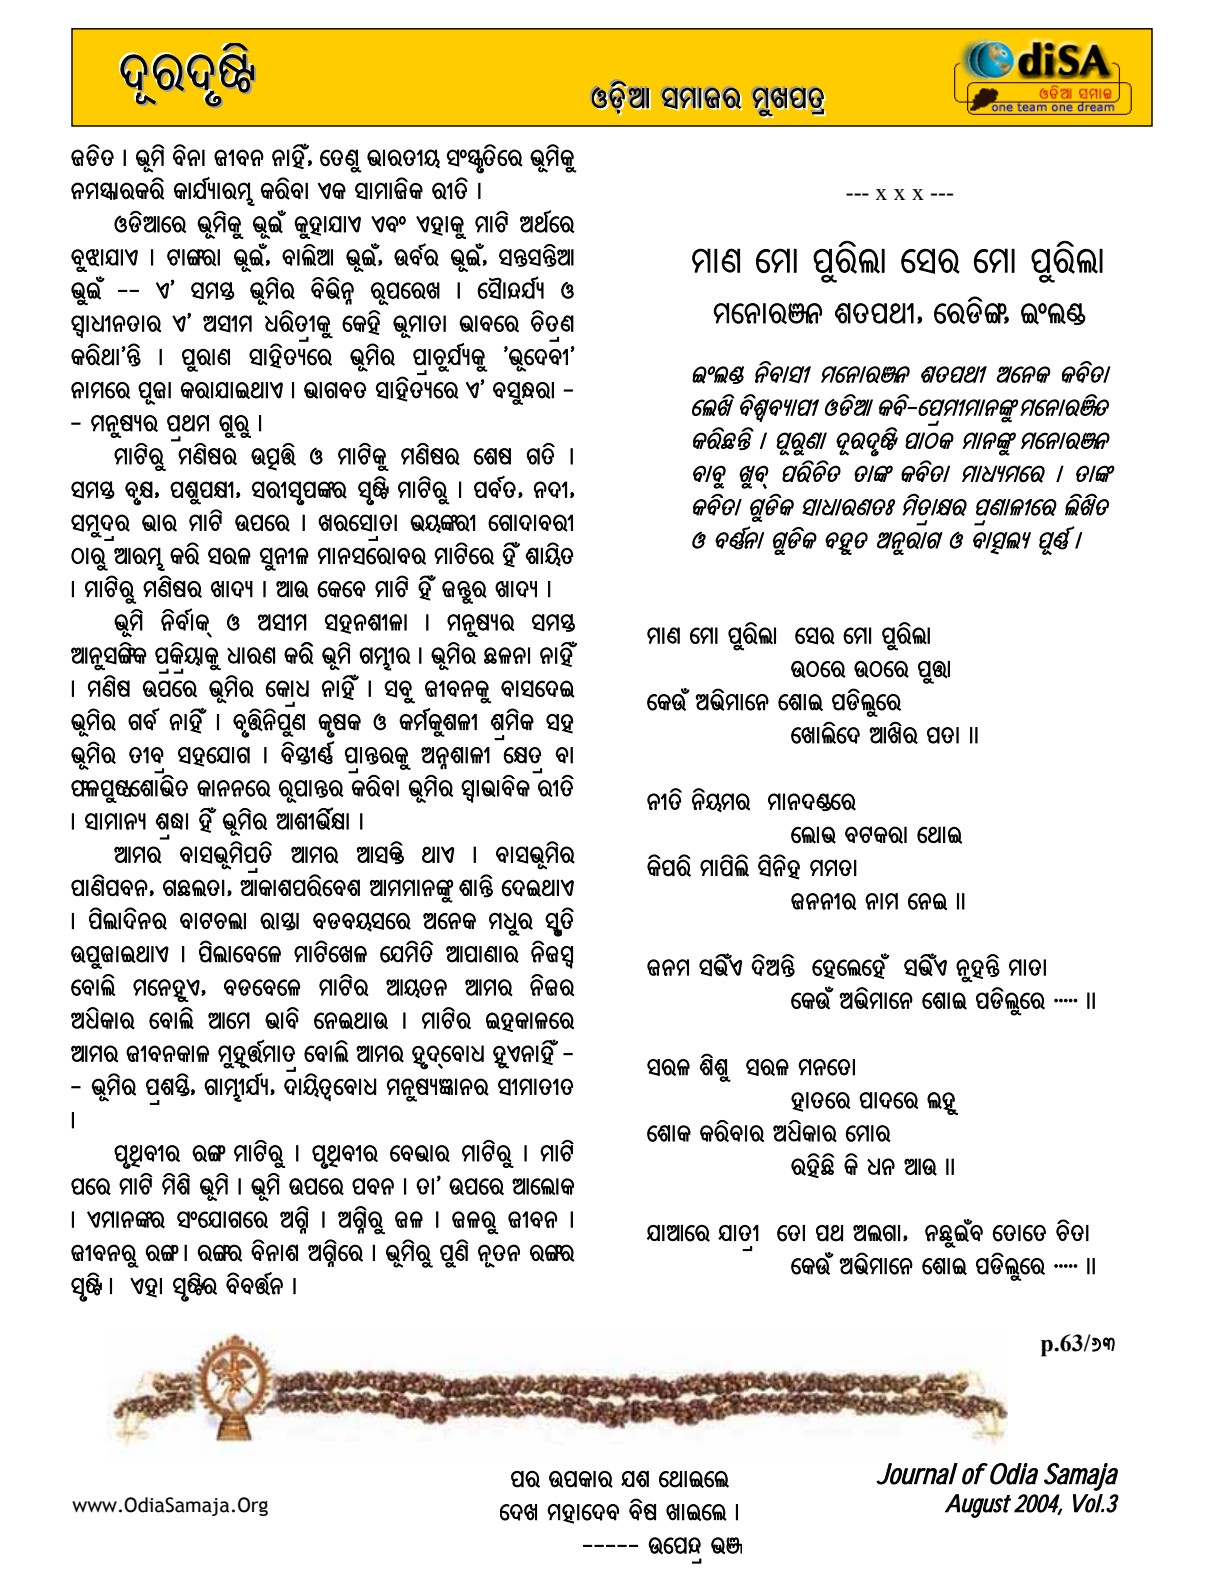 ଦୂରଦୃଷ୍ଟି
ଓଡ଼ିଆ ସମାଜର ମୁଖପତ୍ର
OdiSA
ଓଡିଆ ସମାଜ
one team one dream
ଜଡିତ । ଭୂମି ବିନା ଜୀବନ ନାହିଁ, ତେଣୁ ଭାରତୀୟ ସଂସ୍କୃତିରେ ଭୂମିକୁ
ନମସ୍କାରକରି କାର୍ଯ୍ୟାରମ୍ଭ କରିବା ଏକ ସାମାଜିକ ରୀତି ।
ଓଡିଆରେ ଭୂମିକୁ ଭୂଇଁ କୁହାଯାଏ ଏବଂ ଏହାକୁ ମାଟି ଅର୍ଥରେ
ବୁଝାଯାଏ । ଟାଙ୍ଗରା ଭୂଇଁ, ବାଲିଆ ଭୂଇଁ, ଉର୍ବର ଭୂଇଁ, ସନ୍ତସନ୍ତିଆ
ଭୁଇଁ -- ଏ' ସମସ୍ତ ଭୂମିର ବିଭିନ୍ନ ରୂପରେଖ । ସୌନ୍ଦର୍ଯ୍ୟ ଓ
ସ୍ୱାଧୀନତାର ଏ' ଅସୀମ ଧରିତ୍ରୀକୁ କେହି ଭୂମାତା ଭାବରେ ଚିତ୍ରଣ
କରିଥା'ନ୍ତି । ପୁରାଣ ସାହିତ୍ୟରେ ଭୂମିର ପ୍ରାଚୁର୍ଯ୍ୟକୁ 'ଭୂଦେବୀ'
ନାମରେ ପୂଜା କରାଯାଇଥାଏ । ଭାଗବତ ସାହିତ୍ୟରେ ଏ' ବସୁନ୍ଧରା -
- ମନୁଷ୍ୟର ପ୍ରଥମ ଗୁରୁ ।
ମାଟିରୁ ମଣିଷର ଉତ୍ପତ୍ତି ଓ ମାଟିକୁ ମଣିଷର ଶେଷ ଗତି ।
ସମସ୍ତ ବୃକ୍ଷ, ପଶୁପକ୍ଷୀ, ସରୀସୃପଙ୍କର ସୃଷ୍ଟି ମାଟିରୁ । ପର୍ବତ, ନଦୀ,
ସମୁଦ୍ର ଭାର ମାଟି ଉପରେ । ଖରସ୍ରୋତା ଭୟଙ୍କରୀ ଗୋଦାବରୀ
ଠାରୁ ଆରମ୍ଭ କରି ସରଳ ସୁନୀଳ ମାନସରୋବର ମାଟିରେ ହିଁ ଶାୟିତ
। ମାଟିରୁ ମଣିଷର ଖାଦ୍ୟ । ଆଉ କେବେ ମାଟି ହିଁ ଜନ୍ତୁର ଖାଦ୍ୟ ।
ଭୂମି ନିର୍ବାକ୍ ଓ ଅସୀମ ସହନଶୀଳା । ମନୁଷ୍ୟର ସମସ୍ତ
ଆନୁସଙ୍ଗିକ ପ୍ରକ୍ରିୟାକୁ ଧାରଣ କରି ଭୂମି ଗମ୍ଭୀର । ଭୂମିର ଛଳନା ନାହିଁ
। ମଣିଷ ଉପରେ ଭୂମିର କ୍ରୋଧ ନାହିଁ । ସବୁ ଜୀବନକୁ ବାସଦେଇ
ଭୂମିର ଗର୍ବ ନାହିଁ । ବୃତ୍ତିନିପୁଣ କୃଷକ ଓ କର୍ମକୁଶଳୀ ଶ୍ରମିକ ସହ
ଭୂମିର ତୀବ୍ର ସହଯୋଗ । ବିସ୍ତୀର୍ଣ୍ଣ ପ୍ରାନ୍ତରକୁ ଅନ୍ନଶାଳୀ କ୍ଷେତ୍ର ବା
ଫଳପୁଷ୍ପଶୋଭିତ କାନନରେ ରୂପାନ୍ତର କରିବା ଭୂମିର ସ୍ୱାଭାବିକ ରୀତି
। ସାମାନ୍ୟ ଶ୍ରଦ୍ଧା ହିଁ ଭୂମିର ଆଶୀର୍ଭିକ୍ଷା ।
ଆମର ବାସଭୂମିପ୍ରତି ଆମର ଆସକ୍ତି ଥାଏ । ବାସଭୂମିର
ପାଣିପବନ, ଗଛଲତା, ଆକାଶପରିବେଶ ଆମମାନଙ୍କୁ ଶାନ୍ତି ଦେଇଥାଏ
। ପିଲାଦିନର ବାଟଚଲା ରାସ୍ତା ବଡବୟସରେ ଅନେକ ମଧୁର ସ୍ମୃତି
ଉପୁଜାଇଥାଏ । ପିଲାବେଳେ ମାଟିଖେଳ ଯେମିତି ଆପାଣାର ନିଜସ୍ୱ
ବୋଲି ମନେହୁଏ, ବଡବେଳେ ମାଟିର ଆୟତନ ଆମର ନିଜର
ଅଧିକାର ବୋଲି ଆମେ ଭାବି ନେଇଥାଉ । ମାଟିର ଇହକାଳରେ
ଆମର ଜୀବନକାଳ ମୁହୂର୍ତ୍ତମାତ୍ର ବୋଲି ଆମର ହୃଦ୍‌ବୋଧ ହୁଏନାହିଁ -
- ଭୂମିର ପ୍ରଶସ୍ତି, ଗାମ୍ଭୀର୍ଯ୍ୟ, ଦାୟିତ୍ୱବୋଧ ମନୁଷ୍ୟଜ୍ଞାନର ସୀମାତୀତ
।
ପୃଥିବୀର ରଙ୍ଗ ମାଟିରୁ । ପୃଥିବୀର ବେଭାର ମାଟିରୁ । ମାଟି
ପରେ ମାଟି ମିଶି ଭୂମି । ଭୂମି ଉପରେ ପବନ । ତା' ଉପରେ ଆଲୋକ
। ଏମାନଙ୍କର ସଂଯୋଗରେ ଅଗ୍ନି । ଅଗ୍ନିରୁ ଜଳ । ଜଳରୁ ଜୀବନ ।
ଜୀବନରୁ ରଙ୍ଗ । ରଙ୍ଗର ବିନାଶ ଅଗ୍ନିରେ । ଭୂମିରୁ ପୁଣି ନୂତନ ରଙ୍ଗର
ସୃଷ୍ଟି । ଏହା ସୃଷ୍ଟିର ବିବର୍ତ୍ତନ ।
--- x x x ---
ମାଣ ମୋ ପୁରିଲା ସେର ମୋ ପୁରିଲା
ମନୋରଞ୍ଜନ ଶତପଥୀ, ରେଡିଙ୍ଗ, ଇଂଲଣ୍ଡ
ଇଂଲଣ୍ଡ ନିବାସୀ ମନୋରଞ୍ଜନ ଶତପଥୀ ଅନେକ କବିତା
ଲେଖି ବିଶ୍ୱବ୍ୟାପୀ ଓଡିଆ କବି-ପ୍ରେମୀମାନଙ୍କୁ ମନୋରଞ୍ଜିତ
କରିଛନ୍ତି । ପୂରୁଣା ଦୂରଦୃଷ୍ଟି ପାଠକ ମାନଙ୍କୁ ମନୋରଞ୍ଜନ
ବାବୁ ଖୁବ୍ ପରିଚିତ ତାଙ୍କ କବିତା ମାଧ୍ୟମରେ । ତାଙ୍କ
କବିତା ଗୁଡିକ ସାଧାରଣତଃ ମିତ୍ରାକ୍ଷର ପ୍ରଣାଳୀରେ ଲିଖିତ
ଓ ବର୍ଣ୍ଣନା ଗୁଡିକ ବହୁତ ଅନୁରାଗ ଓ ବାତ୍ସଲ୍ୟ ପୂର୍ଣ୍ଣ ।
ମାଣ ମୋ ପୁରିଲା ସେର ମୋ ପୁରିଲା
ଉଠରେ ଉଠରେ ପୁତ୍ତା
କେଉଁ ଅଭିମାନେ ଶୋଇ ପଡିଲୁରେ
ଖୋଲିଦେ ଆଖିର ପତା ॥
ନୀତି ନିୟମର ମାନଦଣ୍ଡରେ
ଲୋଭ ବଟକରା ଥୋଇ
କିପରି ମାପିଲି ସିନିହ ମମତା
ଜନନୀର ନାମ ନେଇ ॥
ଜନମ ସଭିଁଏ ଦିଅନ୍ତି ହେଲେହେଁ ସଭିଁଏ ନୁହନ୍ତି ମାତା
କେଉଁ ଅଭିମାନେ ଶୋଇ ପଡିଲୁରେ ..... ॥
ସରଳ ଶିଶୁ ସରଳ ମନତୋ
ହାତରେ ପାଦରେ ଲହୁ
ଶୋକ କରିବାର ଅଧିକାର ମୋର
ରହିଛି କି ଧନ ଆଉ ॥
ଯାଆରେ ଯାତ୍ରୀ ତୋ ପଥ ଅଲଗା, ନଛୁଇଁବ ତୋତେ ଚିତା
କେଉଁ ଅଭିମାନେ ଶୋଇ ପଡିଲୁରେ ..... ॥
p.63/୬୩
ପର ଉପକାର ଯଶ ଥୋଇଲେ
ଦେଖ ମହାଦେବ ବିଷ ଖାଇଲେ ।
----- ଉପେନ୍ଦ୍ର ଭଞ୍ଜ
www.OdiaSamaja.Org
Journal of Odia Samaja
August 2004, Vol.3